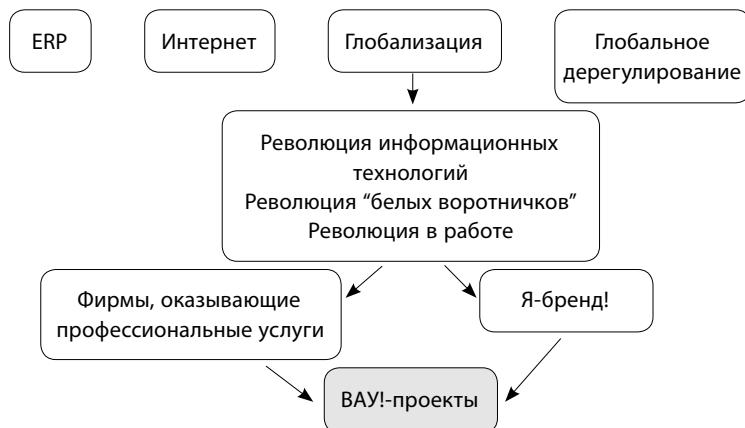 ERP
Интернет
Глобализация
Глобальное
дерегулирование
Революция информационных
технологий
Революция “белых воротничков”
Революция в работе
Фирмы, оказывающие
профессиональные услуги
Я-бренд!
ВАУ!-проекты